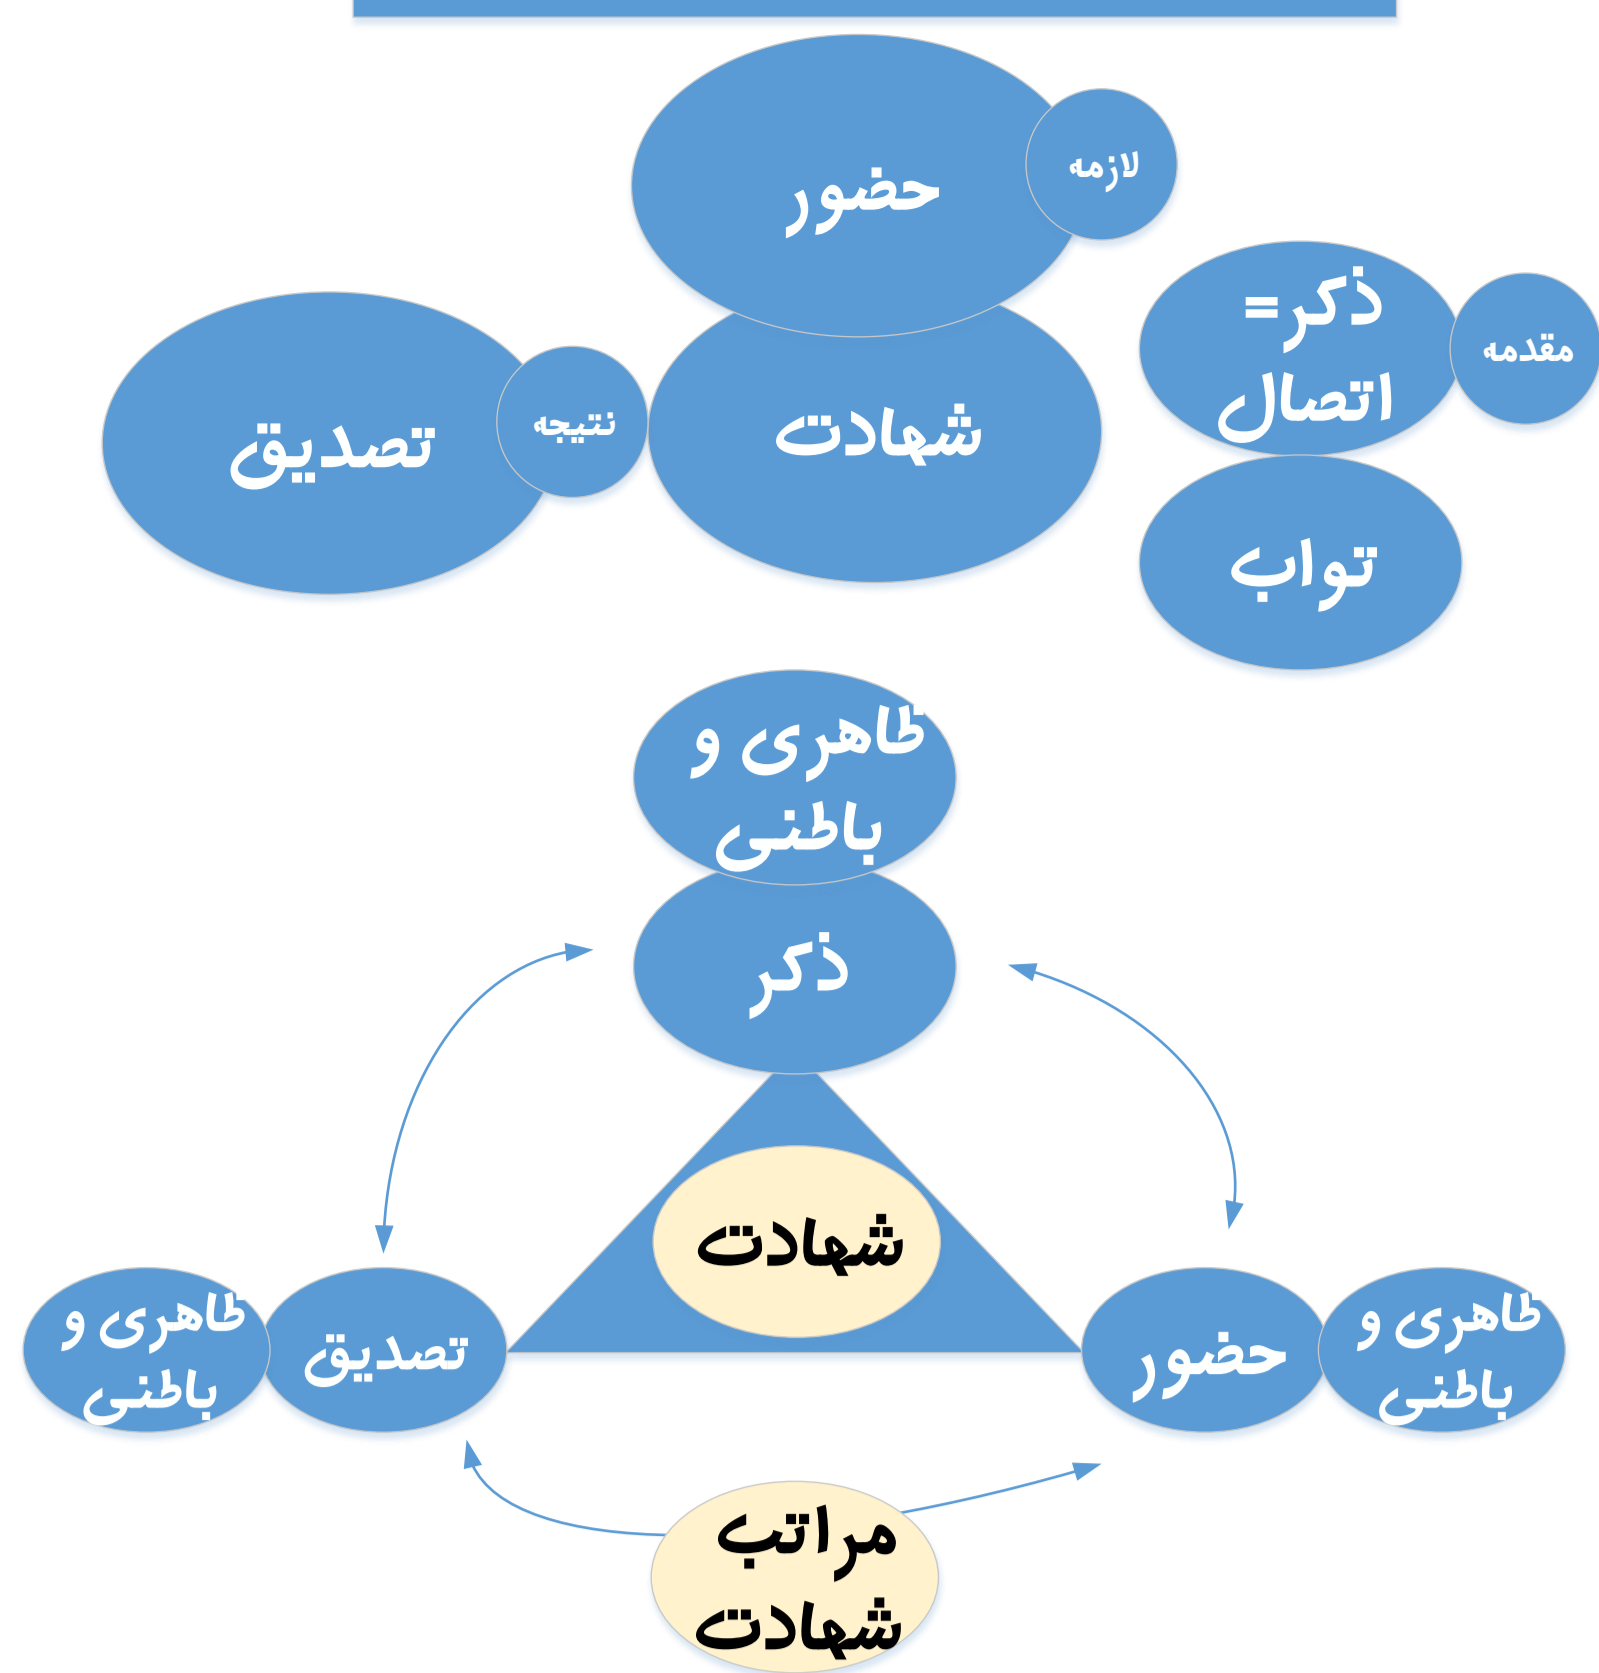 حضور
لازمه
ذکر=
اتصال
مقدمه
شهادت
نتیجه
تصدیق
تواب
ظاهری و
باطنی
ذکر
شهادت
ظاهری و
باطنی
حضور
تصدیق
ظاهری و
باطنی
مراتب
شهادت